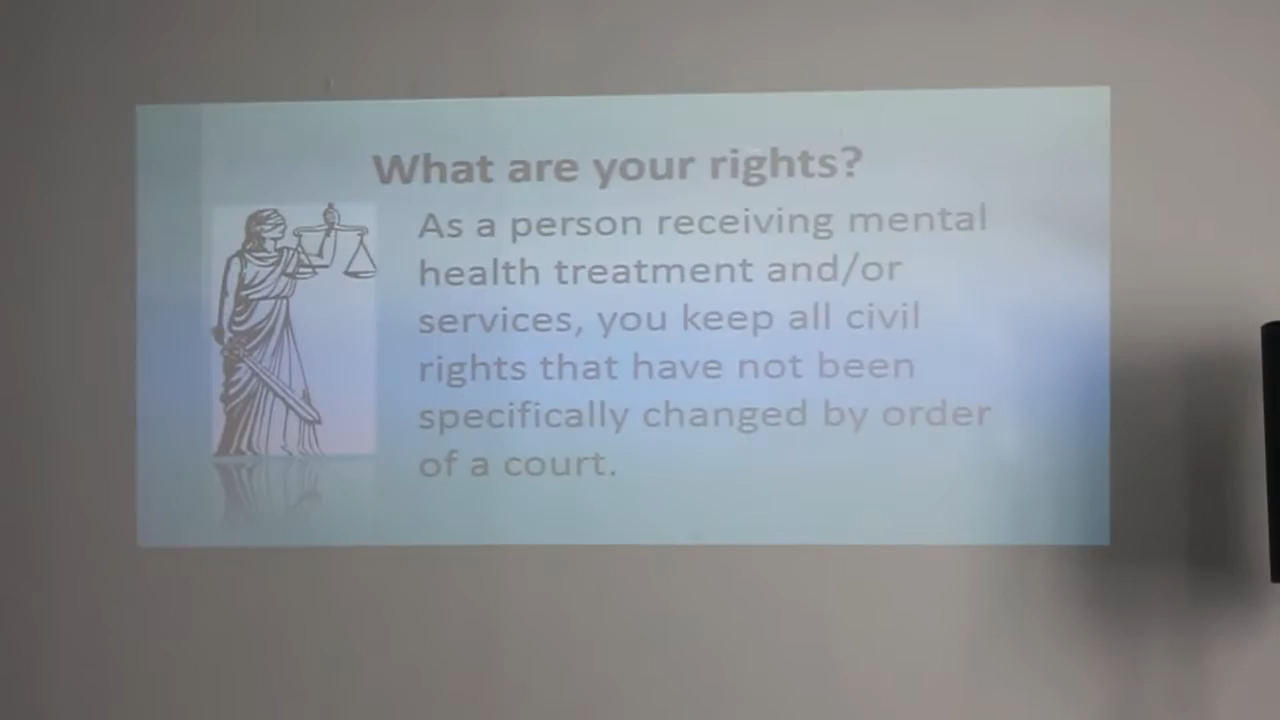 What are your rights?
As a person receiving mental
health treatment and/or
services, you keep all civil
rights that have not been
specifically changed by order
of a court.